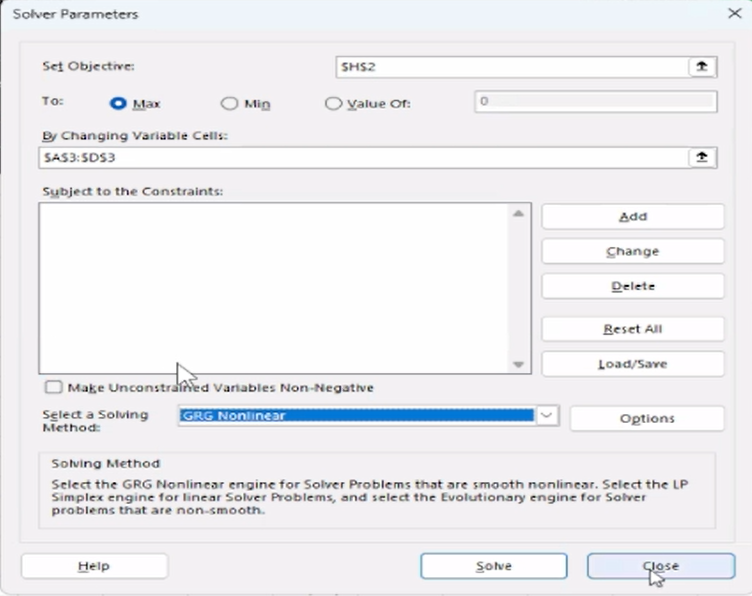 Solver Parameters
Set Objective: $H$2
To: Max Min Value Of: 0
By Changing Variable Cells:
$A$3:$D$3
Subject to the Constraints:
Add
Change
Delete
Reset All
Load/Save
Make Unconstrained Variables Non-Negative
Select a Solving
Method:
GRG Nonlinear
Options
Solving Method
Select the GRG Nonlinear engine for Solver Problems that are smooth nonlinear. Select the LP
Simplex engine for linear Solver Problems, and select the Evolutionary engine for Solver
problems that are non-smooth.
Help
Solve
Close